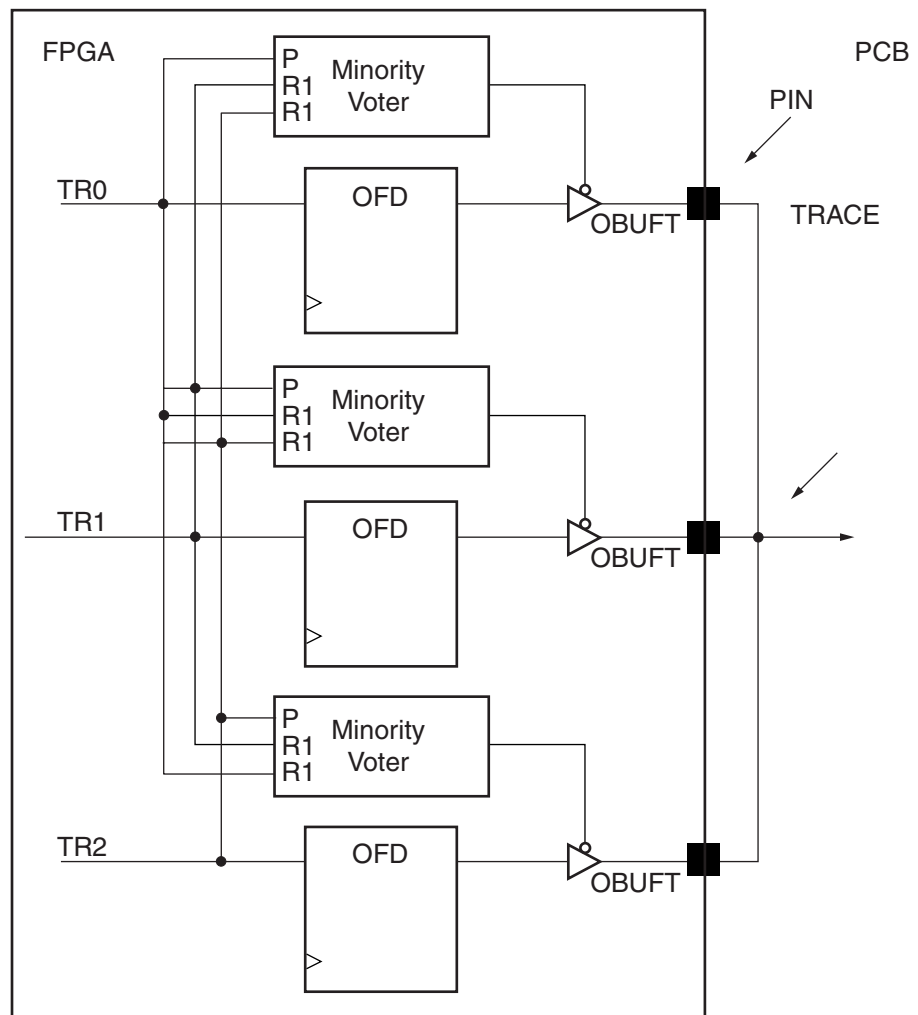 FPGA
PCB
P
R1
R1
Minority
Voter
PIN
TR0
OFD
OBUFT
TRACE
P
R1
R1
Minority
Voter
TR1
OFD
OBUFT
P
R1
R1
Minority
Voter
TR2
OFD
OBUFT